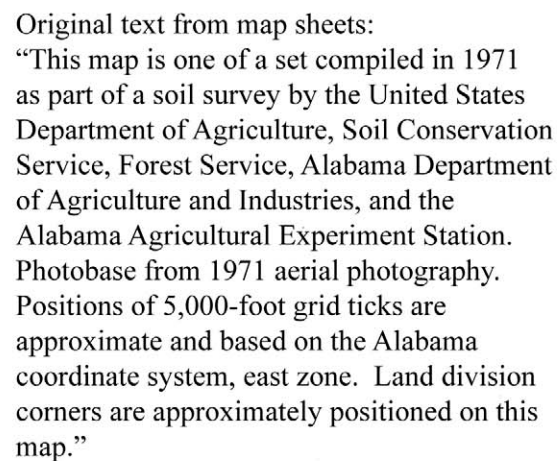 Original text from map sheets:
“This map is one of a set compiled in 1971
as part of a soil survey by the United States
Department of Agriculture, Soil Conservation
Service, Forest Service, Alabama Department
of Agriculture and Industries, and the
Alabama Agricultural Experiment Station.
Photobase from 1971 aerial photography.
Positions of 5,000-foot grid ticks are
approximate and based on the Alabama
coordinate system, east zone.  Land division
corners are approximately positioned on this
map.”